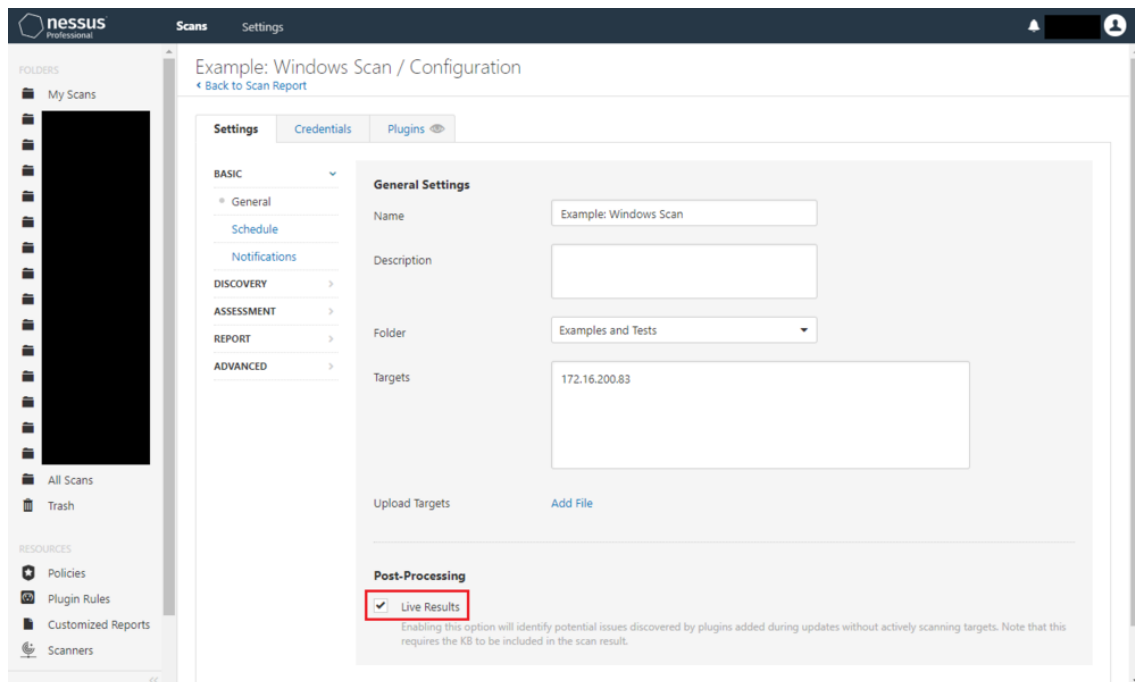 nessus
Professional
Scans
Settings
FOLDERS
My Scans
All Scans
Trash
RESOURCES
Policies
Plugin Rules
Customized Reports
Scanners
Example: Windows Scan / Configuration
Back to Scan Report
Settings
Credentials
Plugins
BASIC
General
Schedule
Notifications
DISCOVERY
ASSESSMENT
REPORT
ADVANCED
General Settings
Name
Example: Windows Scan
Description
Folder
Examples and Tests
Targets
172.16.200.83
Upload Targets
Add File
Post-Processing
Live Results
Enabling this option will identify potential issues discovered by plugins added during updates without actively scanning targets. Note that this
requires the KB to be included in the scan result.